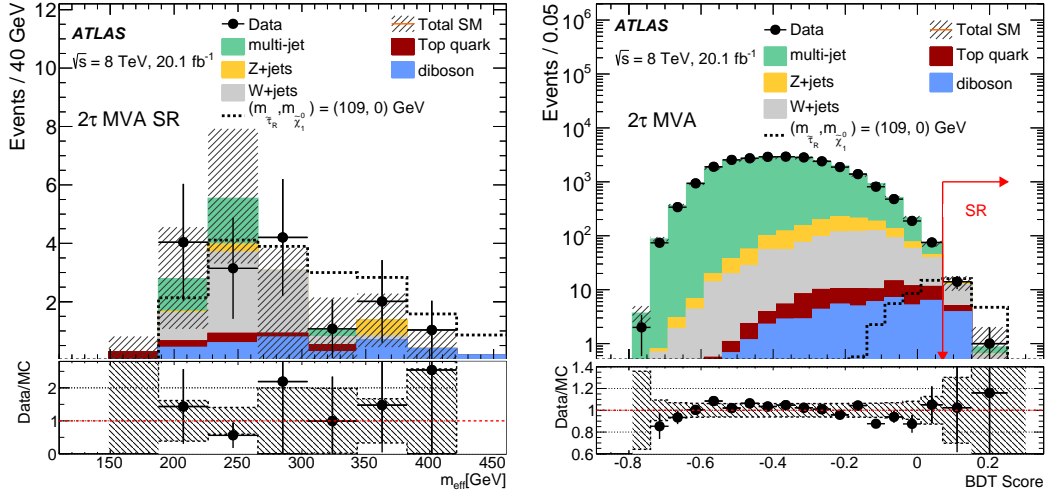 Events / 40 GeV
12
10
8
6
4
2
ATLAS
√s = 8 TeV, 20.1 fb⁻¹
2τ MVA SR
Data
multi-jet
Z+jets
W+jets
Total SM
Top quark
diboson
(m_τ̃_R, m_χ̃₁⁰) = (109, 0) GeV
Data/MC
2
1
0
150 200 250 300 350 400 450
m_eff[GeV]
Events / 0.05
10⁶
10⁵
10⁴
10³
10²
10
1
ATLAS
√s = 8 TeV, 20.1 fb⁻¹
2τ MVA
Data
multi-jet
Z+jets
W+jets
Total SM
Top quark
diboson
(m_τ̃_R, m_χ̃₁⁰) = (109, 0) GeV
SR
Data/MC
1.4
1.2
1
0.8
0.6
-0.8 -0.6 -0.4 -0.2 0 0.2
BDT Score